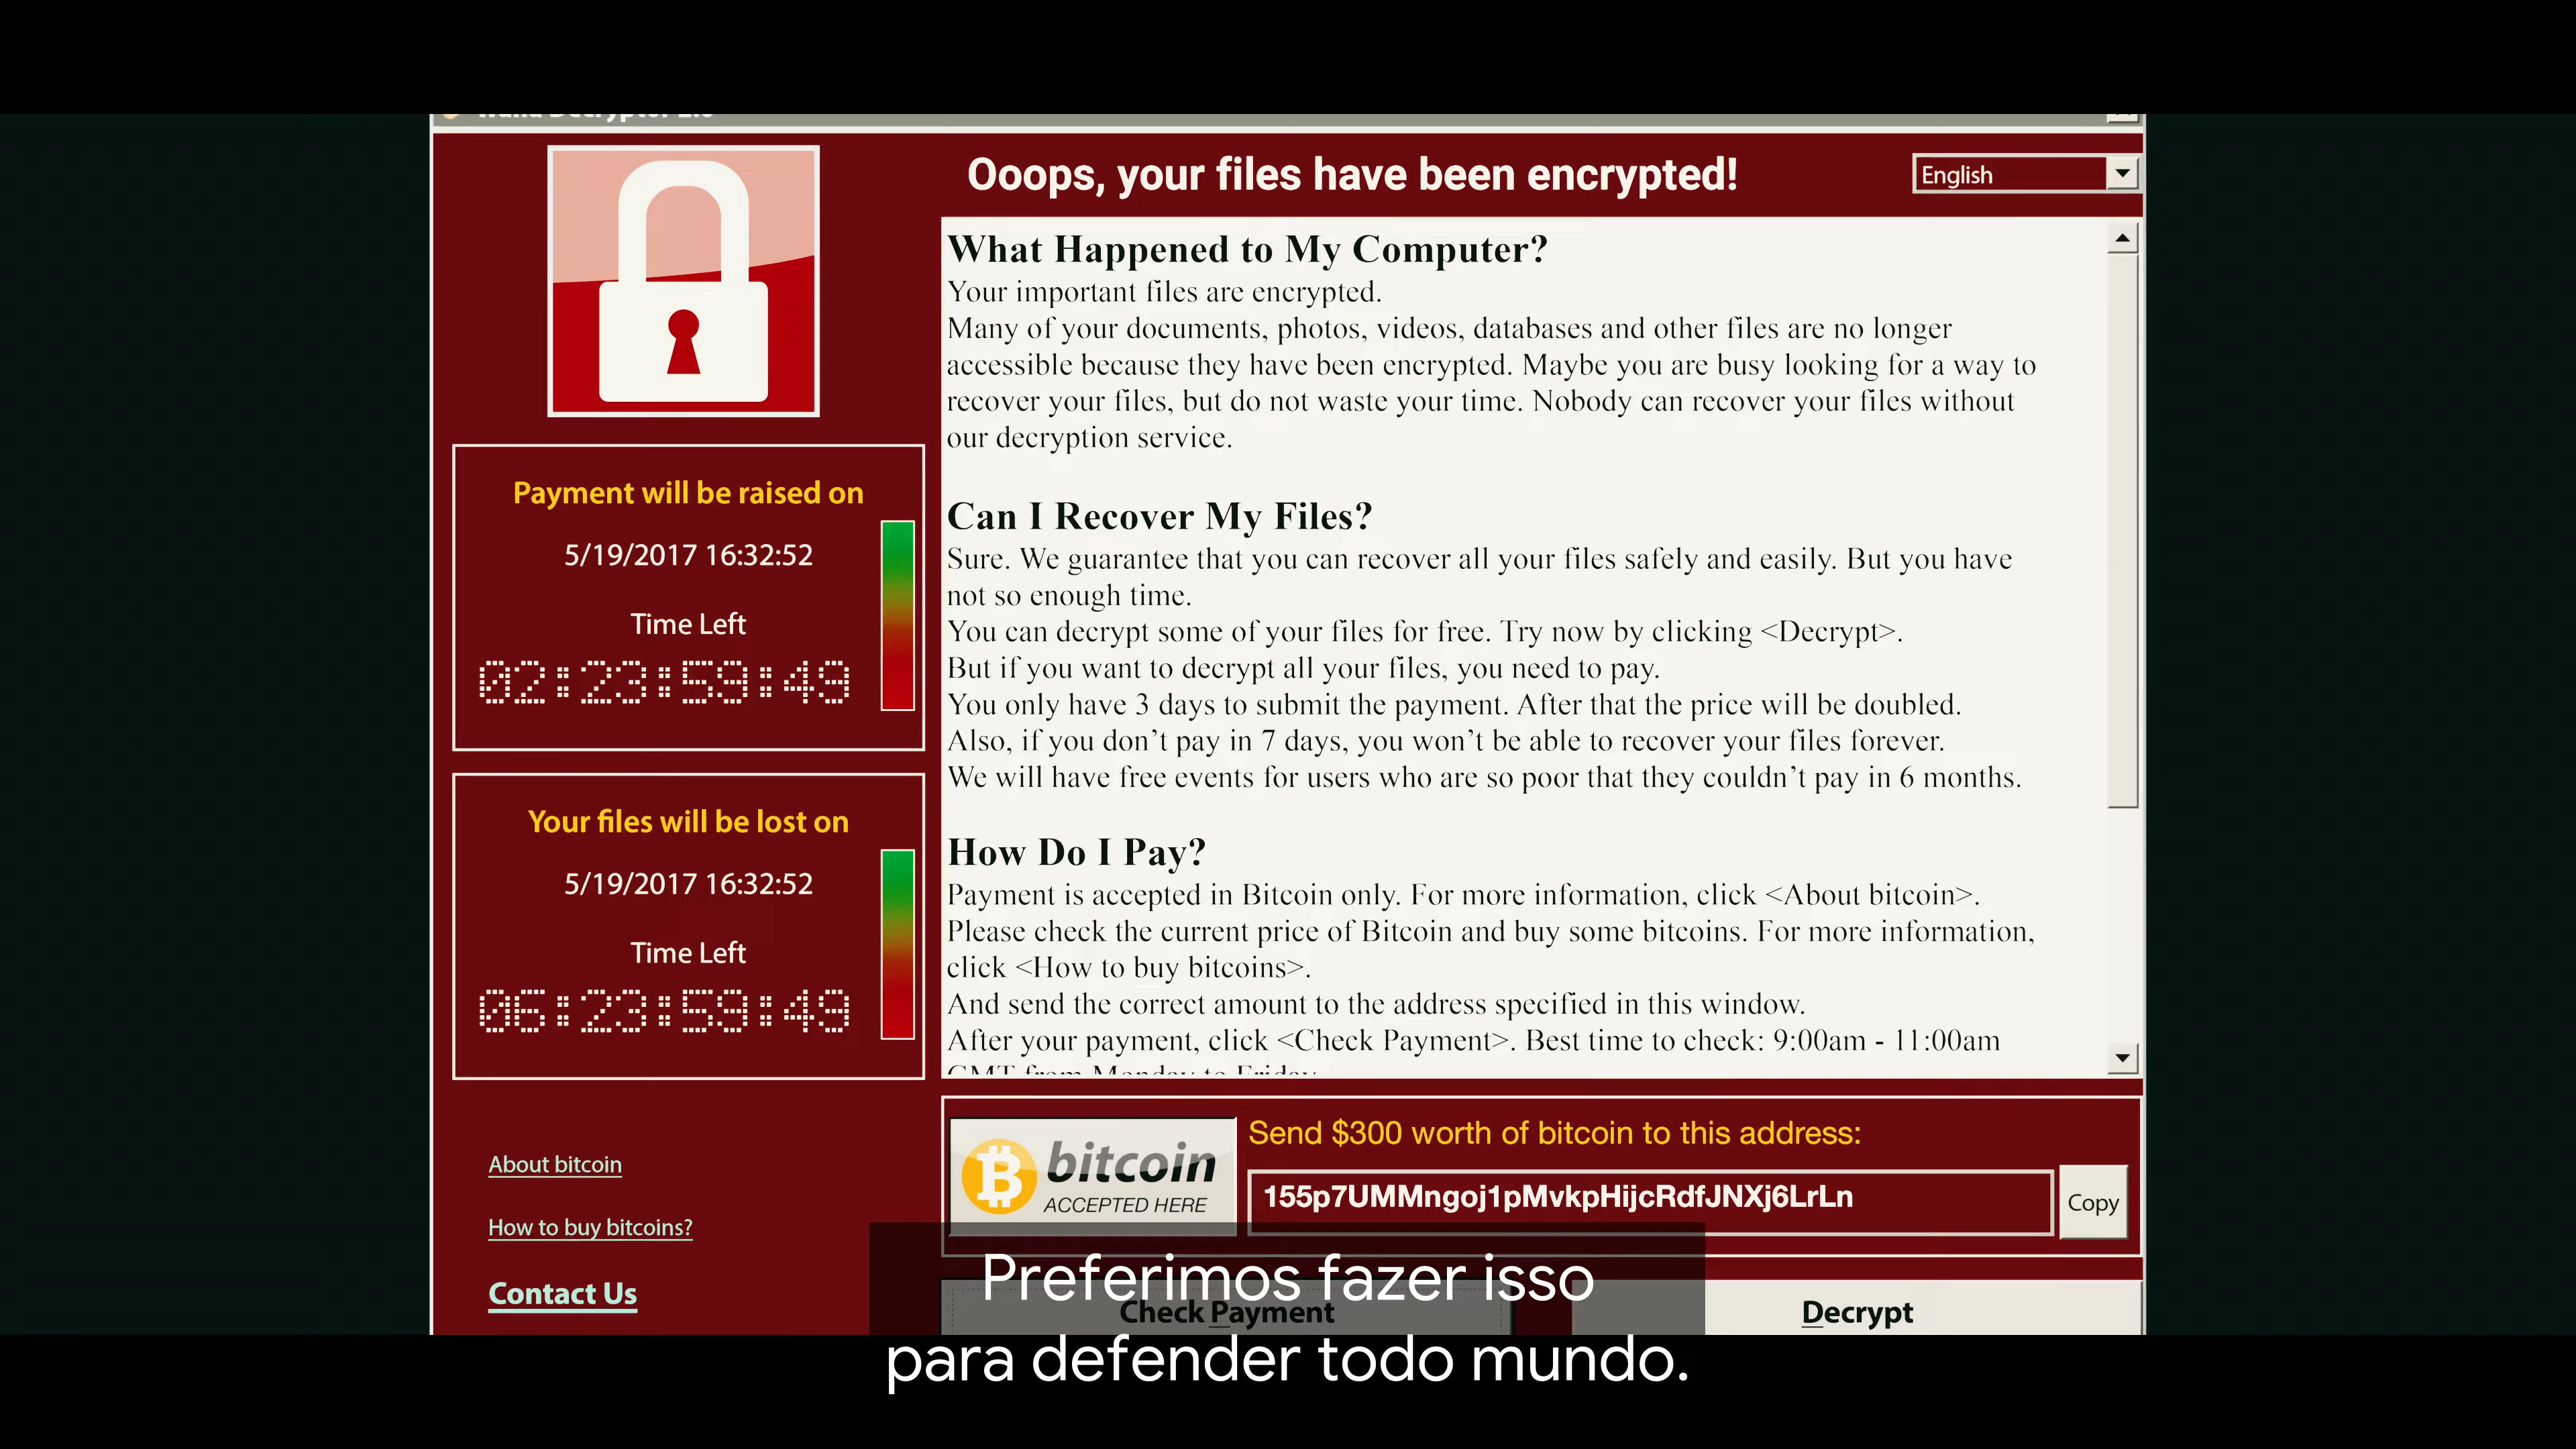 Wana Decryptor 2.0
Ooops, your files have been encrypted!
English
What Happened to My Computer?
Your important files are encrypted.
Many of your documents, photos, videos, databases and other files are no longer
accessible because they have been encrypted. Maybe you are busy looking for a way to
recover your files, but do not waste your time. Nobody can recover your files without
our decryption service.
Can I Recover My Files?
Sure. We guarantee that you can recover all your files safely and easily. But you have
not so enough time.
You can decrypt some of your files for free. Try now by clicking <Decrypt>.
But if you want to decrypt all your files, you need to pay.
You only have 3 days to submit the payment. After that the price will be doubled.
Also, if you don’t pay in 7 days, you won’t be able to recover your files forever.
We will have free events for users who are so poor that they couldn’t pay in 6 months.
How Do I Pay?
Payment is accepted in Bitcoin only. For more information, click <About bitcoin>.
Please check the current price of Bitcoin and buy some bitcoins. For more information,
click <How to buy bitcoins>.
And send the correct amount to the address specified in this window.
After your payment, click <Check Payment>. Best time to check: 9:00am - 11:00am
GMT from Monday to Friday
Payment will be raised on
5/19/2017 16:32:52
Time Left
02:23:59:49
Your files will be lost on
5/19/2017 16:32:52
Time Left
06:23:59:49
About bitcoin
How to buy bitcoins?
Contact Us
bitcoin
ACCEPTED HERE
Send $300 worth of bitcoin to this address:
155p7UMMngoj1pMvkpHijcRdfJNXj6LrLn
Copy
Check Payment
Decrypt
Preferimos fazer isso
para defender todo mundo.